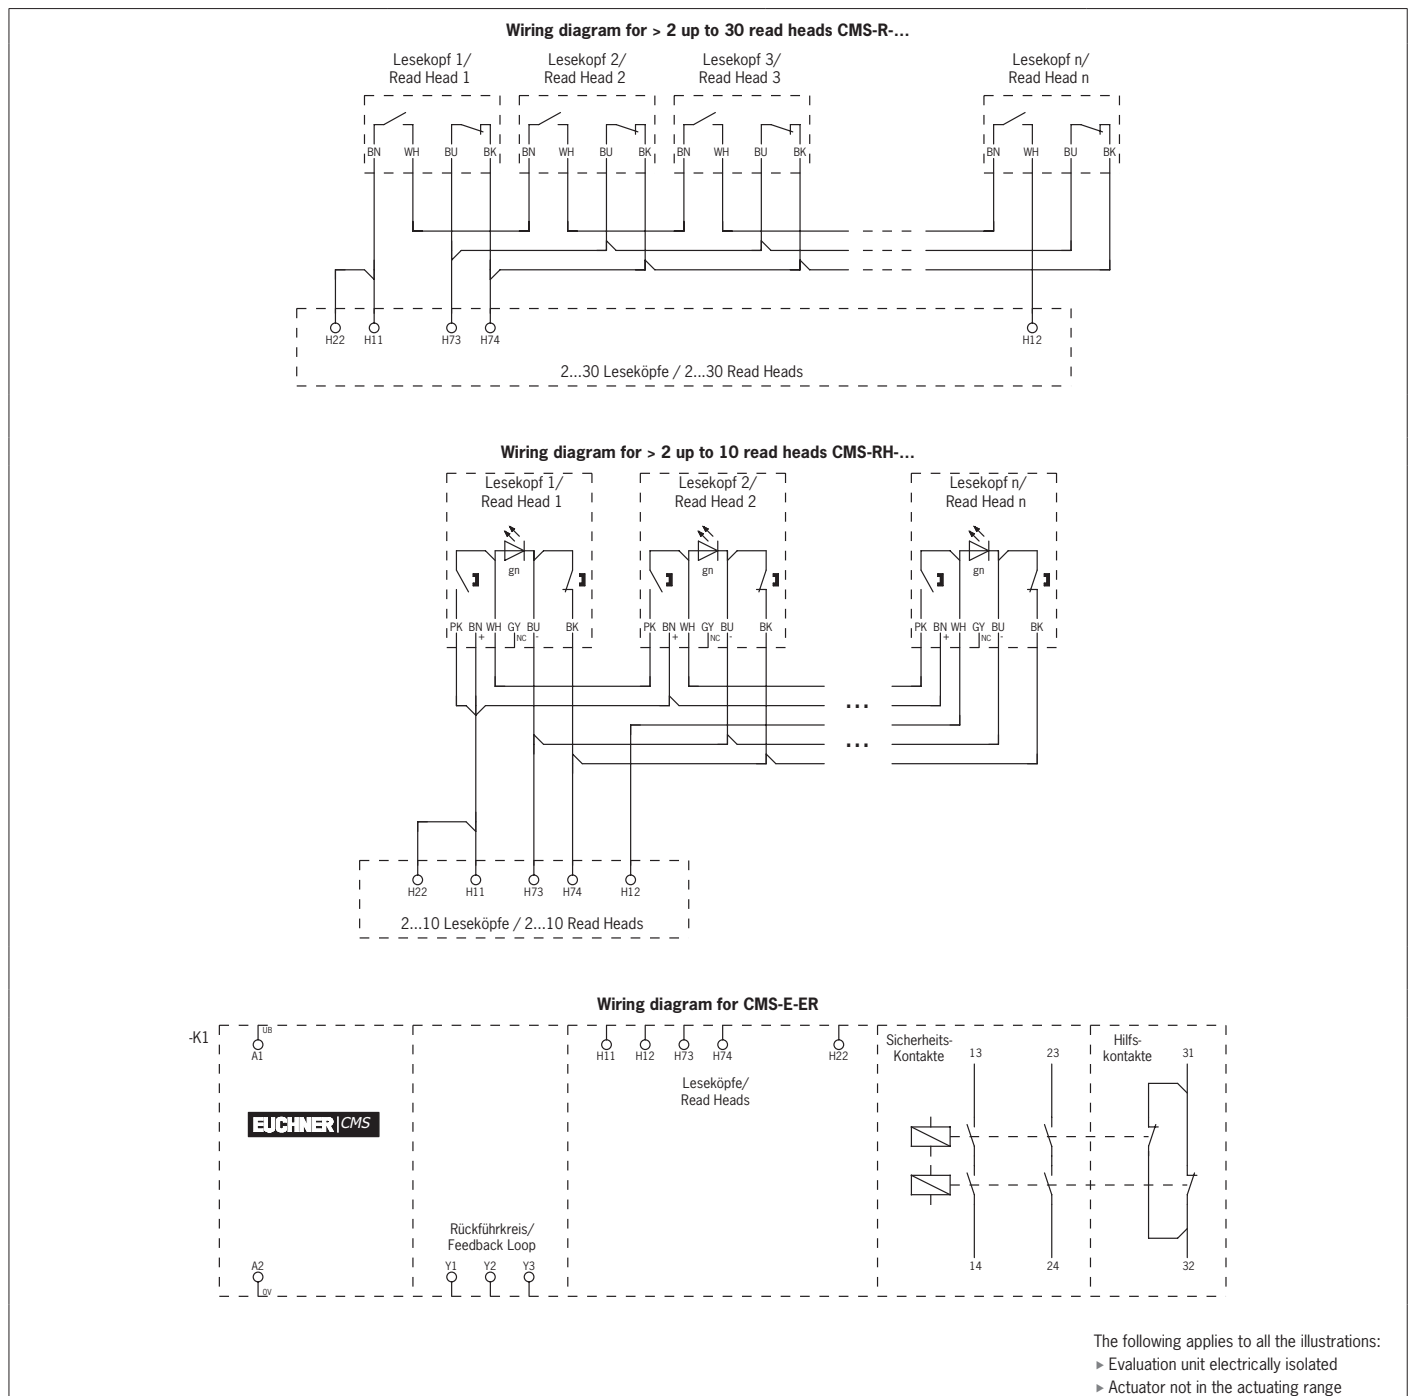 Wiring diagram for > 2 up to 30 read heads CMS-R-...
Lesekopf 1/ Lesekopf 2/ Lesekopf 3/ Lesekopf n/
Read Head 1 Read Head 2 Read Head 3 Read Head n
BN WH BU BK BN WH BU BK BN WH BU BK BN WH BU BK
H22 H11 H73 H74 H12
2...30 Leseköpfe / 2...30 Read Heads
Wiring diagram for > 2 up to 10 read heads CMS-RH-...
Lesekopf 1/ Lesekopf 2/ Lesekopf n/
Read Head 1 Read Head 2 Read Head n
gn gn gn
PK BN WH GY BU BK PK BN WH GY BU BK PK BN WH GY BU BK
+ NC - + NC - + NC -
... 
...
H22 H11 H73 H74 H12
2...10 Leseköpfe / 2...10 Read Heads
Wiring diagram for CMS-E-ER
-K1
UB
A1
H11 H12 H73 H74 H22
Sicherheits-
Kontakte
13 23
Hilfs-
kontakte
31
Leseköpfe/
Read Heads
EUCHNER|CMS
Rückführkreis/
Feedback Loop
A2 Y1 Y2 Y3 14 24 32
0V
The following applies to all the illustrations:
▸ Evaluation unit electrically isolated
▸ Actuator not in the actuating range